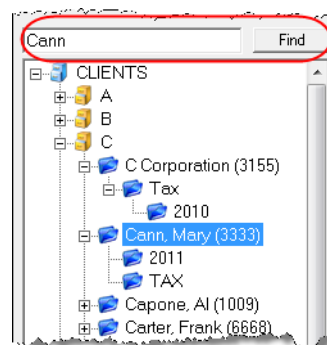 Cann
Find
CLIENTS
A
B
C
C Corporation (3155)
Tax
2010
Cann, Mary (3333)
2011
TAX
Capone, Al (1009)
Carter, Frank (6668)